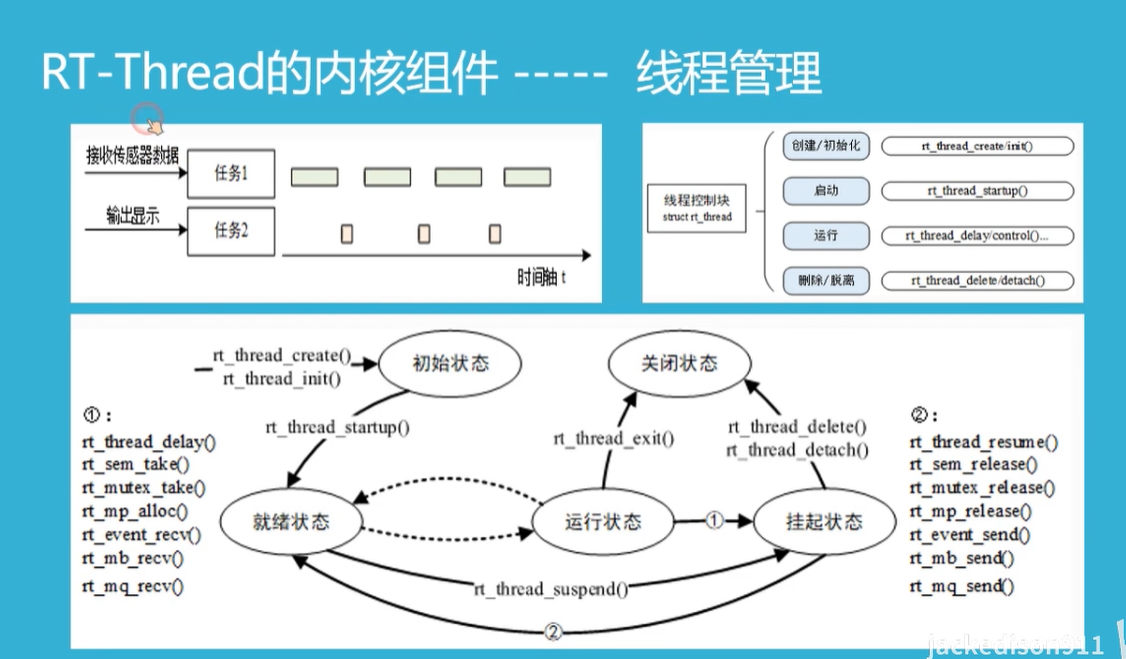 RT-Thread的内核组件 ----- 线程管理
接收传感器数据
任务1
输出显示
任务2
时间轴 t
线程控制块
struct rt_thread
创建/初始化
rt_thread_create/init()
启动
rt_thread_startup()
运行
rt_thread_delay/control()...
删除/脱离
rt_thread_delete/detach()
rt_thread_create()
rt_thread_init()
初始状态
关闭状态
rt_thread_startup()
rt_thread_exit()
rt_thread_delete()
rt_thread_detach()
①：
rt_thread_delay()
rt_sem_take()
rt_mutex_take()
rt_mp_alloc()
rt_event_recv()
rt_mb_recv()
rt_mq_recv()
就绪状态
运行状态
①
挂起状态
rt_thread_suspend()
②
②：
rt_thread_resume()
rt_sem_release()
rt_mutex_release()
rt_mp_release()
rt_event_send()
rt_mb_send()
rt_mq_send()
jackedison911